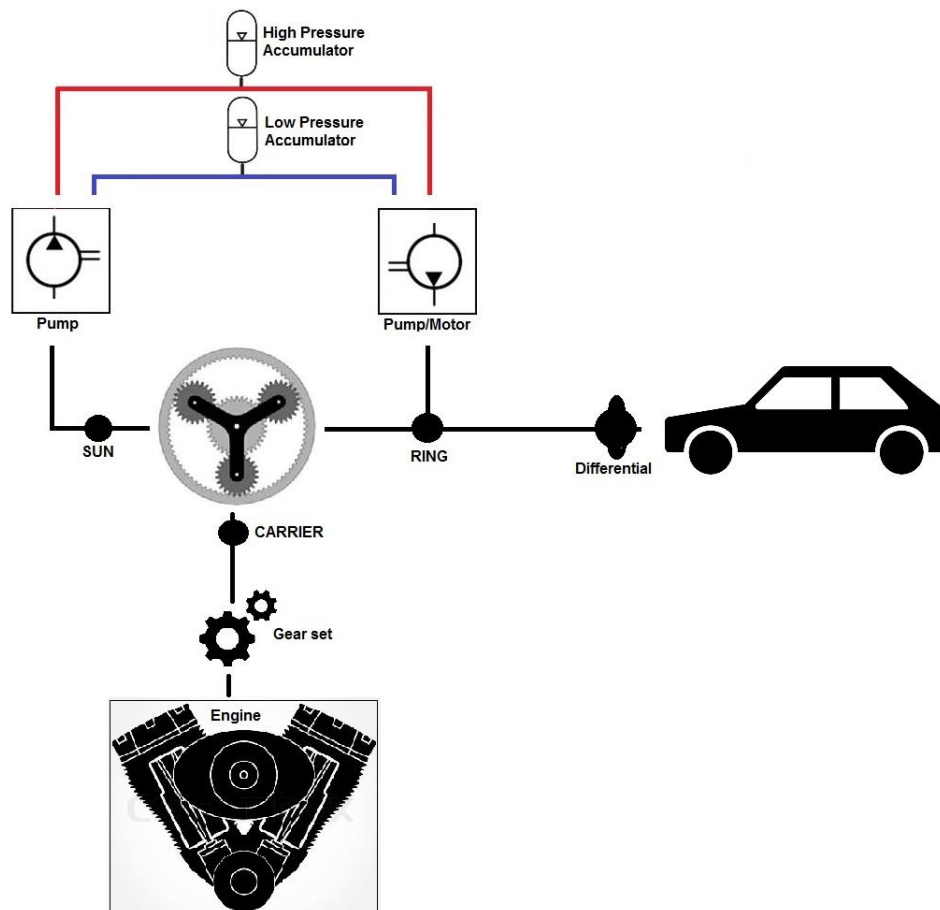 High Pressure
Accumulator
Low Pressure
Accumulator
Pump
Pump/Motor
SUN
RING
Differential
CARRIER
Gear set
Engine